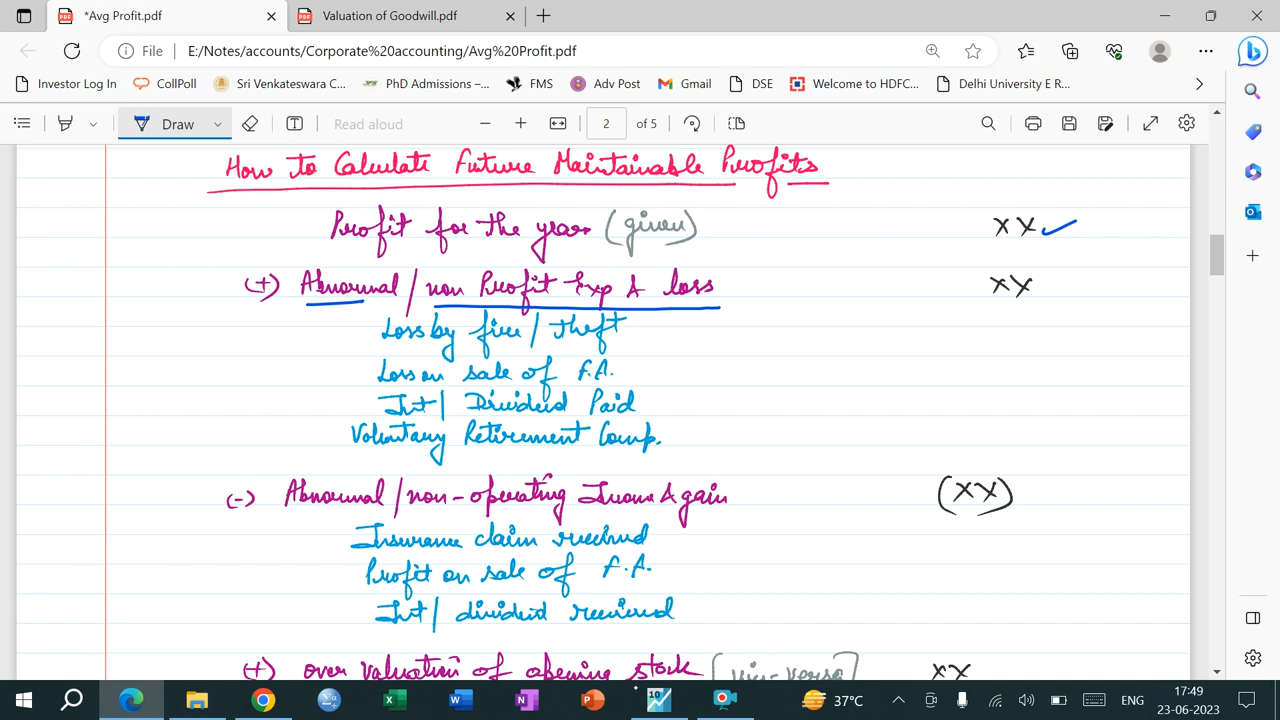 *Avg Profit.pdf
Valuation of Goodwill.pdf
File
E:/Notes/accounts/Corporate%20accounting/Avg%20Profit.pdf
Investor Log In
CollPoll
Sri Venkateswara C...
PhD Admissions –...
FMS
Adv Post
Gmail
DSE
Welcome to HDFC...
Delhi University E R...
Draw
Read aloud
2 of 5
How to Calculate Future Maintainable Profits
Profit for the year (given) XX
(+) Abnormal / non Profit Exp & loss XX
Loss by fire / Theft
Loss on sale of F.A.
Int / Dividend Paid
Voluntary Retirement Comp.
(-) Abnormal / non-operating Income & gain (XX)
Insurance claim received
Profit on sale of F.A.
Int / dividend received
(+) over valuation of opening stock [vice-versa] XX
10
37°C
ENG
17:49
23-06-2023